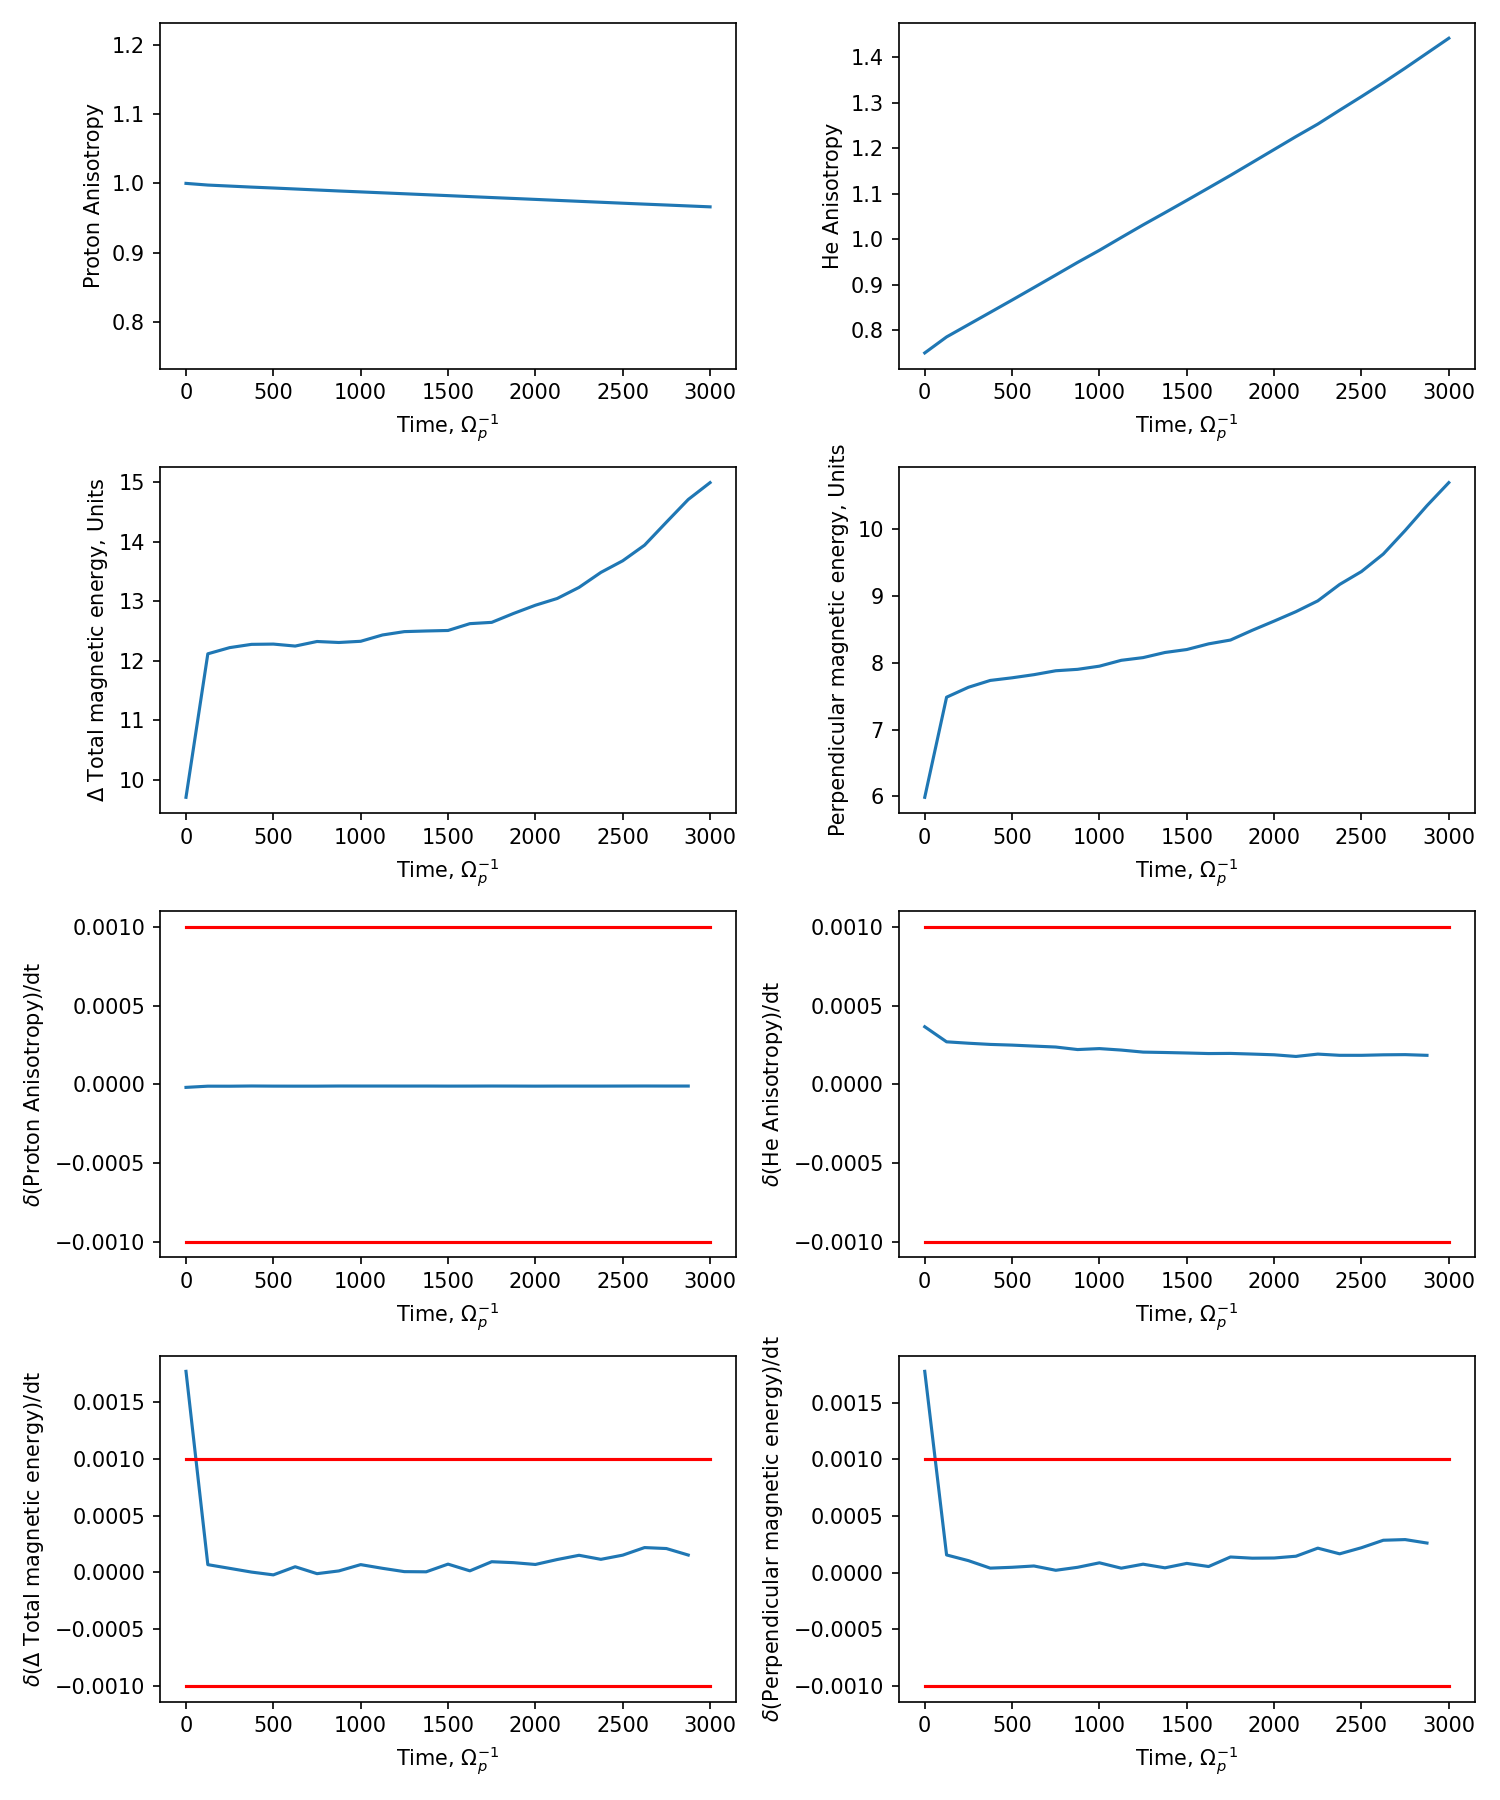 Proton Anisotropy
1.2
1.1
1.0
0.9
0.8
0 500 1000 1500 2000 2500 3000
Time, Ω_p^{-1}
He Anisotropy
1.4
1.3
1.2
1.1
1.0
0.9
0.8
0 500 1000 1500 2000 2500 3000
Time, Ω_p^{-1}
Δ Total magnetic energy, Units
15
14
13
12
11
10
0 500 1000 1500 2000 2500 3000
Time, Ω_p^{-1}
Perpendicular magnetic energy, Units
10
9
8
7
6
0 500 1000 1500 2000 2500 3000
Time, Ω_p^{-1}
δ(Proton Anisotropy)/dt
0.0010
0.0005
0.0000
−0.0005
−0.0010
0 500 1000 1500 2000 2500 3000
Time, Ω_p^{-1}
δ(He Anisotropy)/dt
0.0010
0.0005
0.0000
−0.0005
−0.0010
0 500 1000 1500 2000 2500 3000
Time, Ω_p^{-1}
δ(Δ Total magnetic energy)/dt
0.0015
0.0010
0.0005
0.0000
−0.0005
−0.0010
0 500 1000 1500 2000 2500 3000
Time, Ω_p^{-1}
δ(Perpendicular magnetic energy)/dt
0.0015
0.0010
0.0005
0.0000
−0.0005
−0.0010
0 500 1000 1500 2000 2500 3000
Time, Ω_p^{-1}